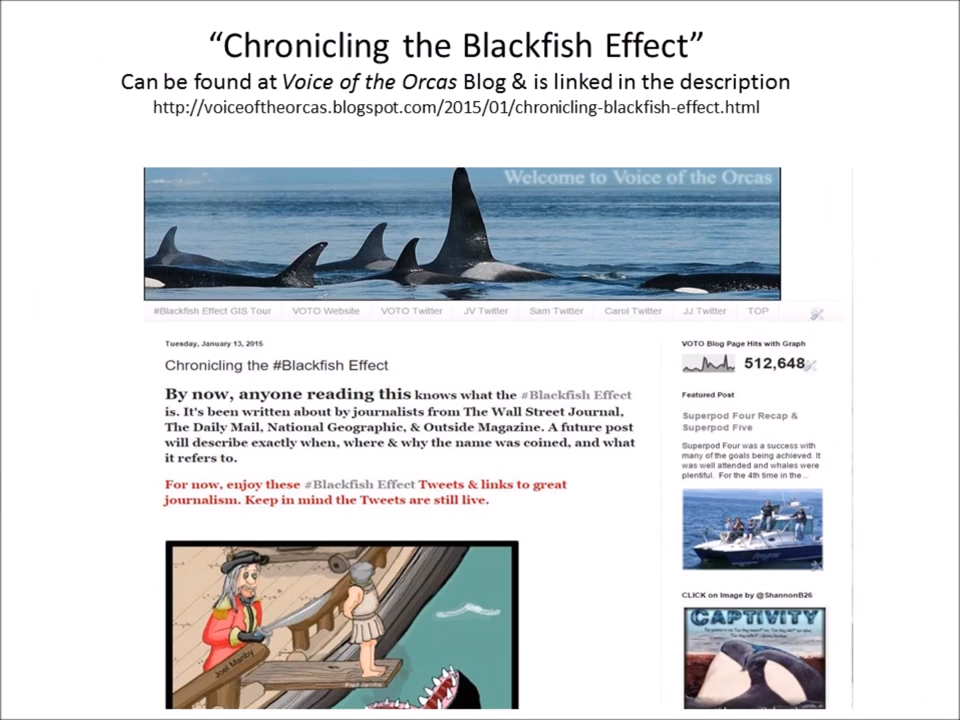 “Chronicling the Blackfish Effect”
Can be found at Voice of the Orcas Blog & is linked in the description
http://voiceoftheorcas.blogspot.com/2015/01/chronicling-blackfish-effect.html
Welcome to Voice of the Orcas
#Blackfish Effect GIS Tour VOTO Website VOTO Twitter JV Twitter Sam Twitter Carol Twitter JJ Twitter TOP
Tuesday, January 13, 2015
Chronicling the #Blackfish Effect
By now, anyone reading this knows what the #Blackfish Effect
is. It's been written about by journalists from The Wall Street Journal,
The Daily Mail, National Geographic, & Outside Magazine. A future post
will describe exactly when, where & why the name was coined, and what
it refers to.
For now, enjoy these #Blackfish Effect Tweets & links to great
journalism. Keep in mind the Tweets are still live.
Joel Manby
Fred Jacobs
VOTO Blog Page Hits with Graph
512,648
Featured Post
Superpod Four Recap &
Superpod Five
Superpod Four was a success with
many of the goals being achieved. It
was well attended and whales were
plentiful. For the 4th time in the...
CLICK on Image by @ShannonB26
CAPTIVITY